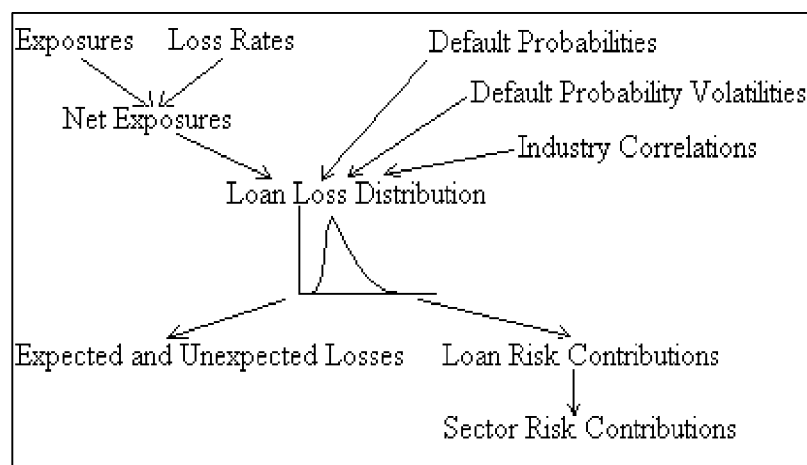 Exposures Loss Rates Default Probabilities
Default Probability Volatilities
Net Exposures
Industry Correlations
Loan Loss Distribution
Expected and Unexpected Losses Loan Risk Contributions
Sector Risk Contributions